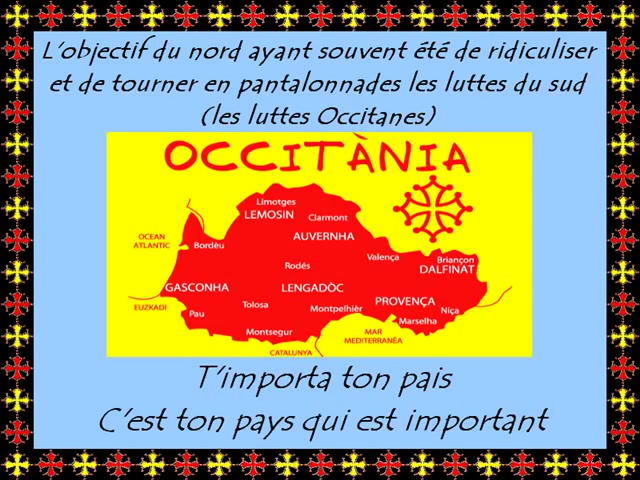 L'objectif du nord ayant souvent été de ridiculiser
et de tourner en pantalonnades les luttes du sud
(les luttes Occitanes)
OCCITÀNIA
Limotges
LEMOSIN
Clarmont
AUVERNHA
OCEAN
ATLANTIC
Bordèu
Valença
Briançon
DALFINAT
Rodés
GASCONHA
LENGADÒC
EUZKADI
Pau
Tolosa
Montpelhièr
PROVENÇA
Niça
Marselha
Montsegur
MAR
MEDITERRANÈA
CATALUNYA
T'importa ton pais
C'est ton pays qui est important